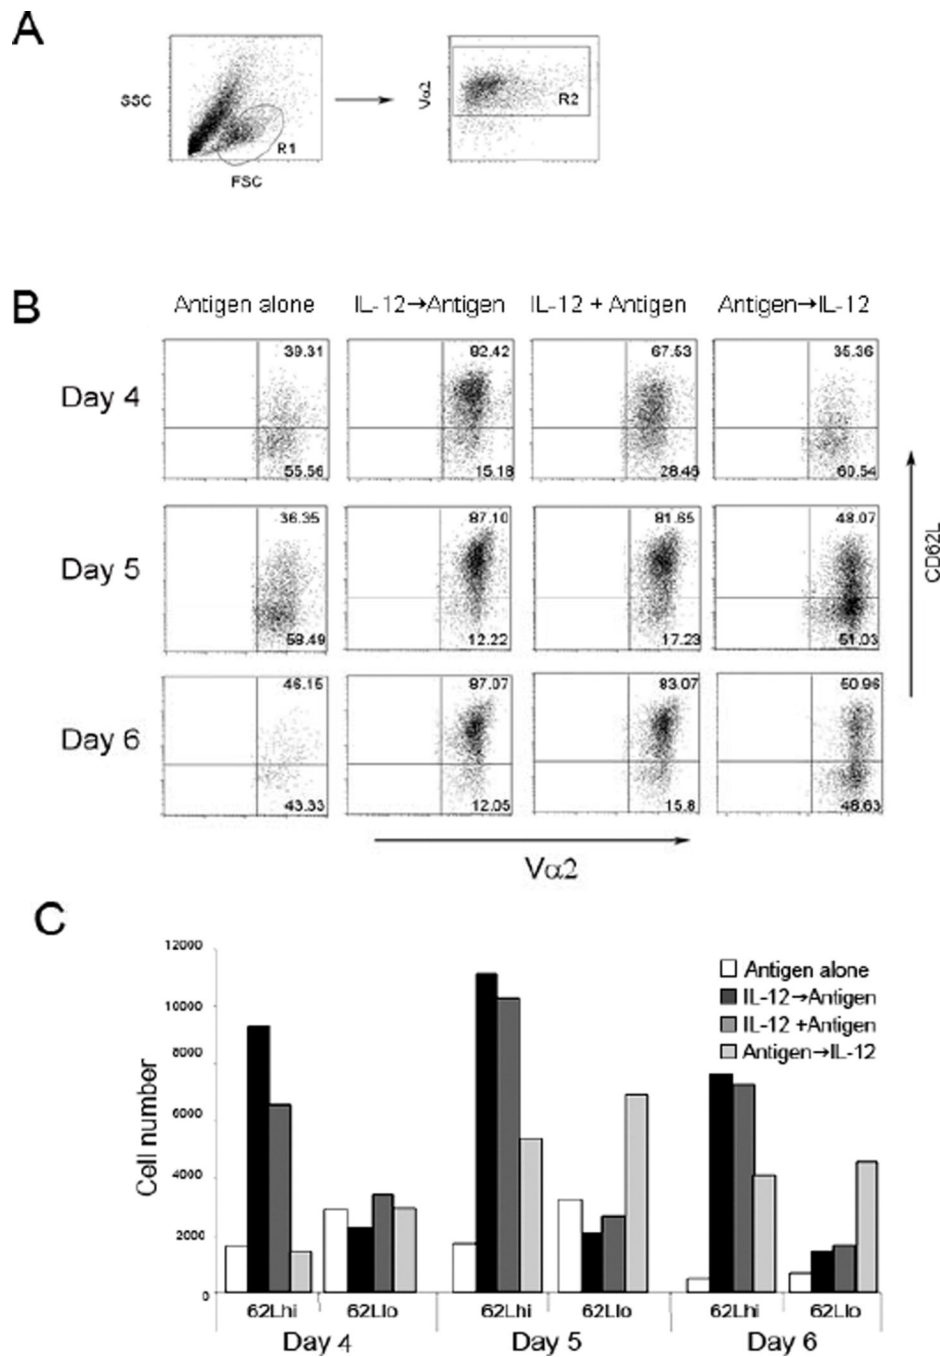 A
SSC
R1
FSC
Vα2
R2
B
Antigen alone
IL-12→Antigen
IL-12 + Antigen
Antigen→IL-12
Day 4
39.31
55.56
82.42
15.18
67.53
28.46
35.36
60.54
Day 5
36.35
58.49
87.10
12.22
81.65
17.23
48.07
51.03
Day 6
46.15
43.33
87.07
12.05
83.07
15.8
50.96
48.63
CD62L
Vα2
C
Cell number
12000
10000
8000
6000
4000
2000
0
Antigen alone
IL-12→Antigen
IL-12 +Antigen
Antigen→IL-12
62Lhi 62Llo 62Lhi 62Llo 62Lhi 62Llo
Day 4 Day 5 Day 6